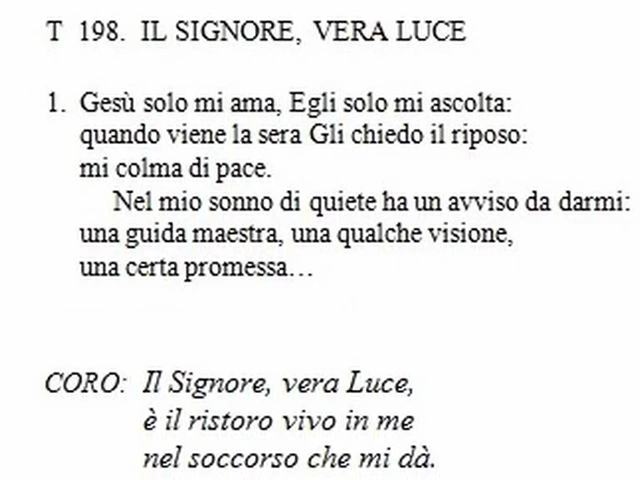 T 198. IL SIGNORE, VERA LUCE
1. Gesù solo mi ama, Egli solo mi ascolta:
quando viene la sera Gli chiedo il riposo:
mi colma di pace.
Nel mio sonno di quiete ha un avviso da darmi:
una guida maestra, una qualche visione,
una certa promessa…
CORO: Il Signore, vera Luce,
è il ristoro vivo in me
nel soccorso che mi dà.